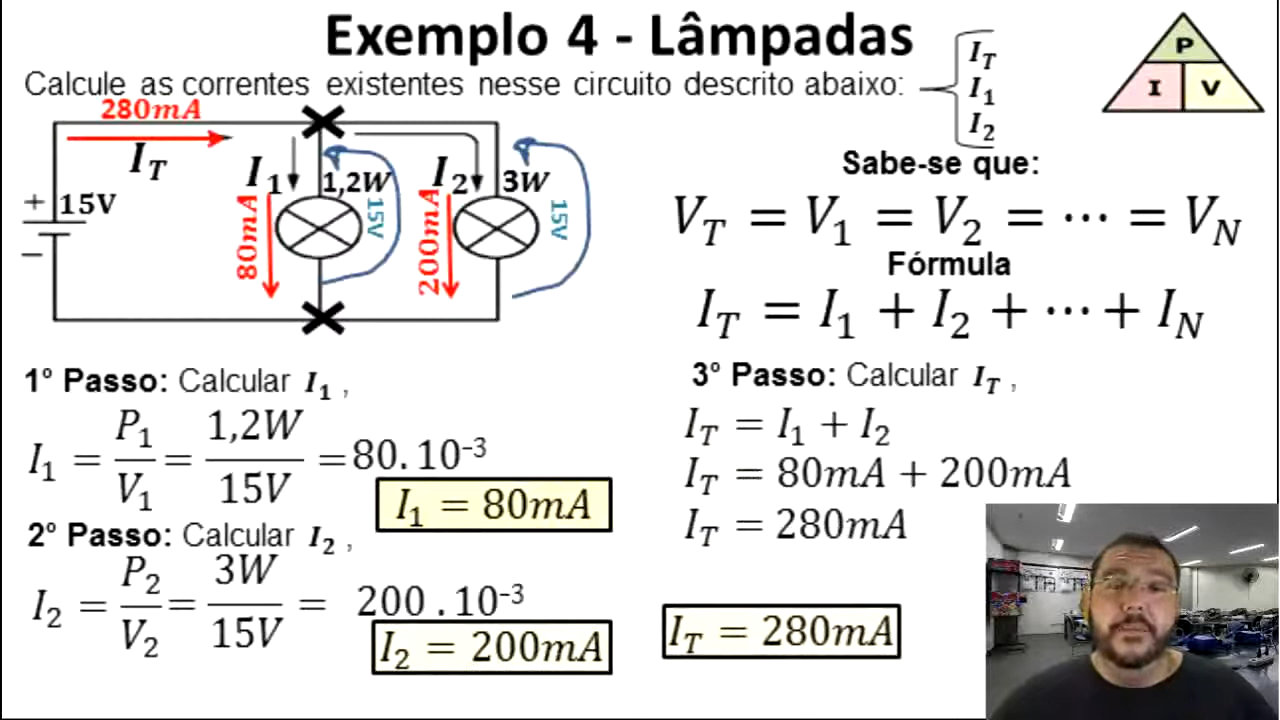 Exemplo 4 - Lâmpadas
Calcule as correntes existentes nesse circuito descrito abaixo:
I_T
I_1
I_2
P
I V
280mA
I_T
+ 15V
−
I_1
1,2W
80mA
15V
I_2
3W
200mA
15V
Sabe-se que:
V_T = V_1 = V_2 = ⋯ = V_N
Fórmula
I_T = I_1 + I_2 + ⋯ + I_N
1º Passo: Calcular I_1 ,
I_1 = P_1/V_1 = 1,2W/15V = 80. 10^-3
I_1 = 80mA
2º Passo: Calcular I_2 ,
I_2 = P_2/V_2 = 3W/15V = 200 . 10^-3
I_2 = 200mA
3º Passo: Calcular I_T ,
I_T = I_1 + I_2
I_T = 80mA + 200mA
I_T = 280mA
I_T = 280mA